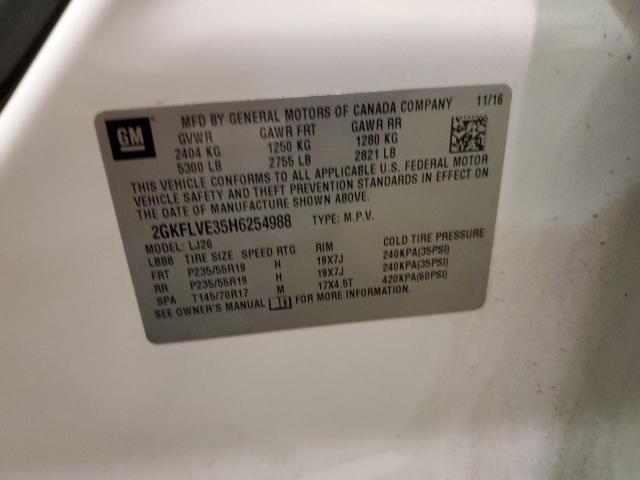 MFD BY GENERAL MOTORS OF CANADA COMPANY 11/16
GM
GVWR GAWR FRT GAWR RR
2404 KG 1250 KG 1280 KG
5300 LB 2755 LB 2821 LB
THIS VEHICLE CONFORMS TO ALL APPLICABLE U.S. FEDERAL MOTOR
VEHICLE SAFETY AND THEFT PREVENTION STANDARDS IN EFFECT ON
THE DATE OF MANUFACTURE SHOWN ABOVE.
2GKFLVE35H6254988 TYPE: M.P.V.
MODEL: LJ26
LBBB TIRE SIZE SPEED RTG RIM COLD TIRE PRESSURE
FRT P235/55R19 H 19X7J 240KPA(35PSI)
RR P235/55R19 H 19X7J 240KPA(35PSI)
SPA T145/70R17 M 17X4.5T 420KPA(60PSI)
SEE OWNER'S MANUAL FOR MORE INFORMATION.